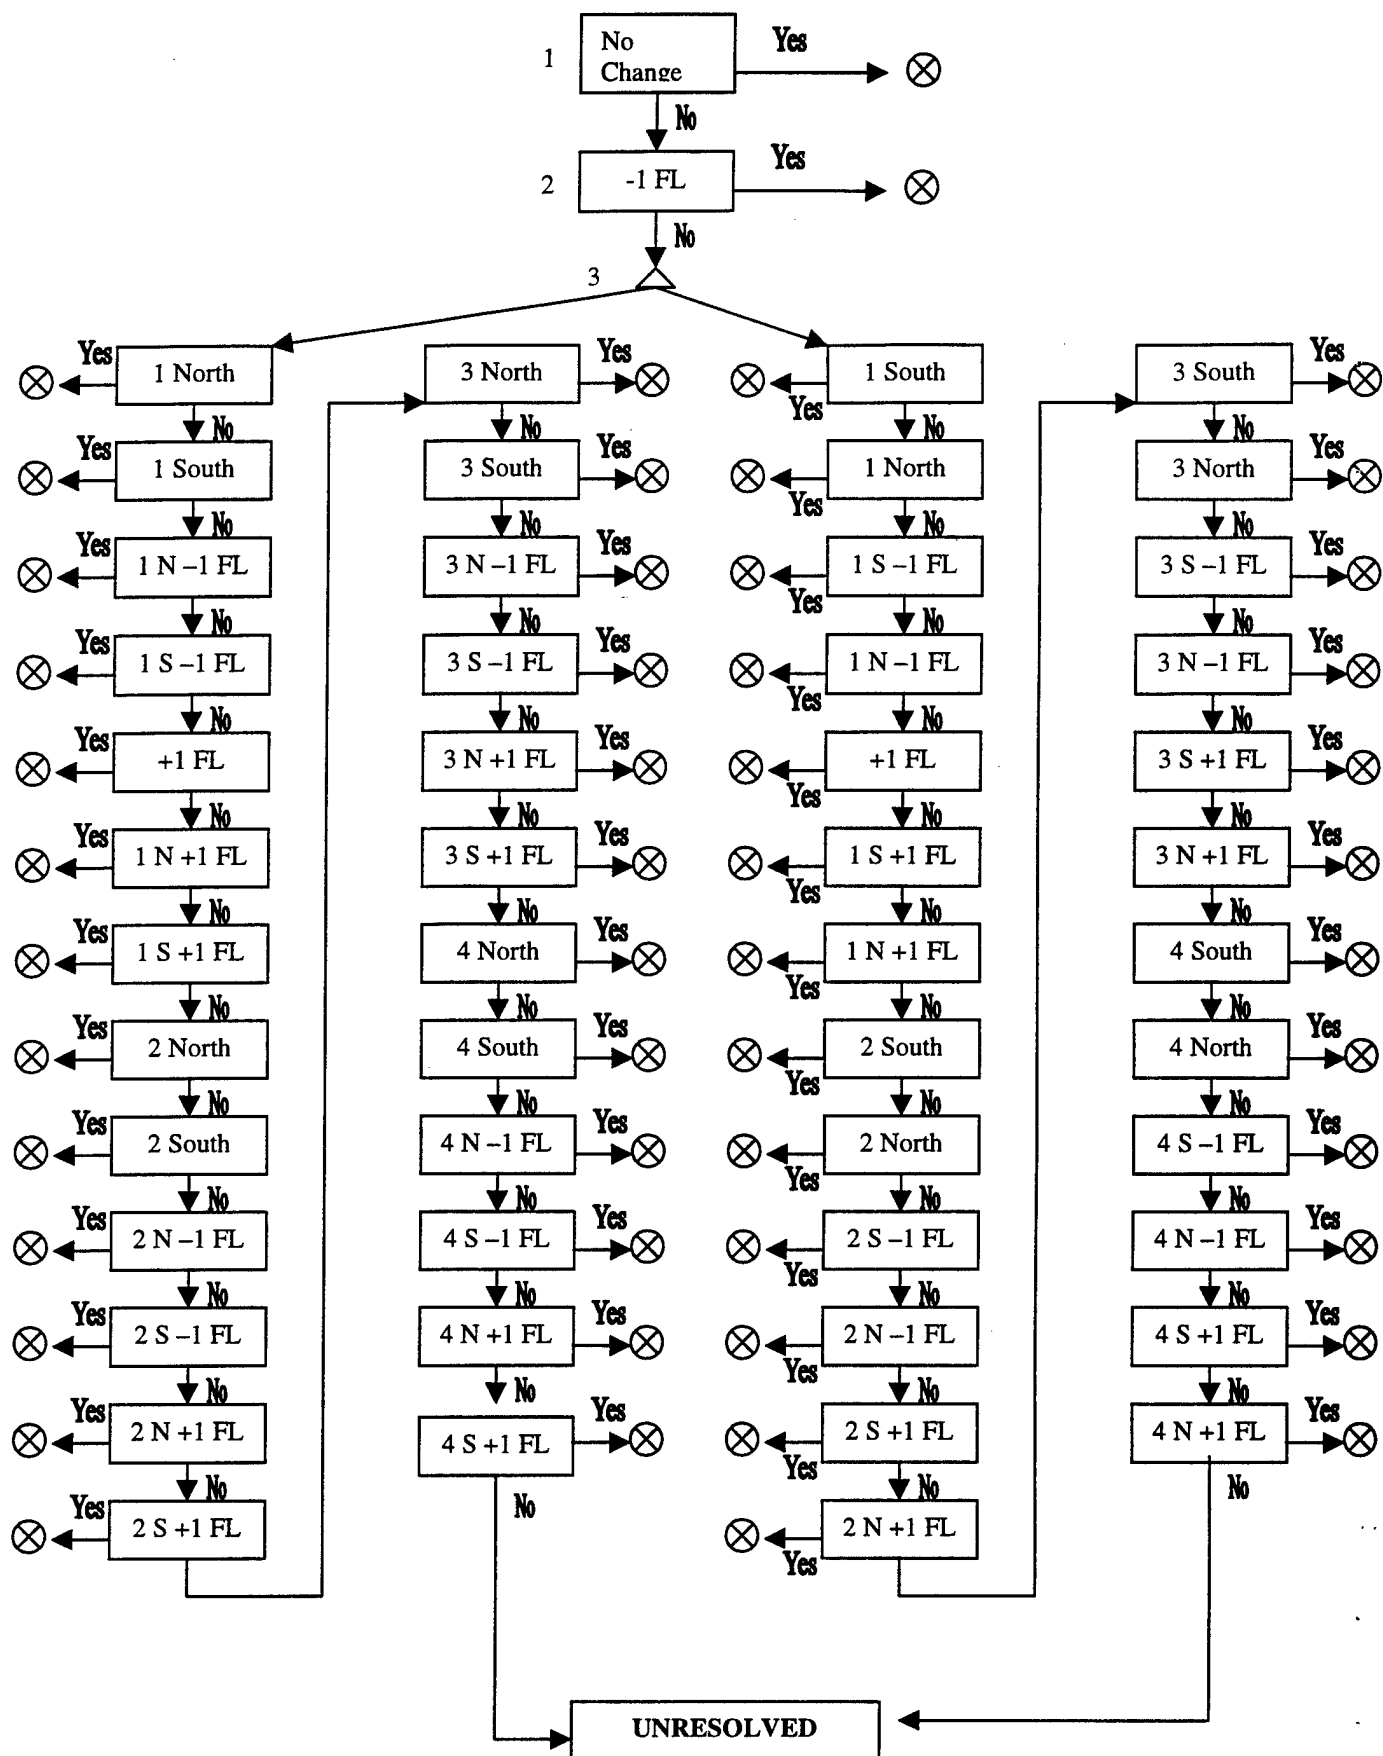 1
No
Change
Yes
No
2
-1 FL
Yes
No
3
Yes
1 North
No
Yes
1 South
No
Yes
1 N –1 FL
No
Yes
1 S –1 FL
No
Yes
+1 FL
No
Yes
1 N +1 FL
No
Yes
1 S +1 FL
No
Yes
2 North
No
Yes
2 South
No
Yes
2 N –1 FL
No
Yes
2 S –1 FL
No
Yes
2 N +1 FL
No
Yes
2 S +1 FL
3 North
Yes
No
3 South
Yes
No
3 N –1 FL
Yes
No
3 S –1 FL
Yes
No
3 N +1 FL
Yes
No
3 S +1 FL
Yes
No
4 North
Yes
No
4 South
Yes
No
4 N –1 FL
Yes
No
4 S –1 FL
Yes
No
4 N +1 FL
Yes
No
4 S +1 FL
Yes
No
1 South
Yes
No
1 North
Yes
No
1 S –1 FL
Yes
No
1 N –1 FL
Yes
No
+1 FL
Yes
No
1 S +1 FL
Yes
No
1 N +1 FL
Yes
No
2 South
Yes
No
2 North
Yes
No
2 S –1 FL
Yes
No
2 N –1 FL
Yes
No
2 S +1 FL
Yes
No
2 N +1 FL
Yes
3 South
Yes
No
3 North
Yes
No
3 S –1 FL
Yes
No
3 N –1 FL
Yes
No
3 S +1 FL
Yes
No
3 N +1 FL
Yes
No
4 South
Yes
No
4 North
Yes
No
4 S –1 FL
Yes
No
4 N –1 FL
Yes
No
4 S +1 FL
Yes
No
4 N +1 FL
Yes
No
UNRESOLVED